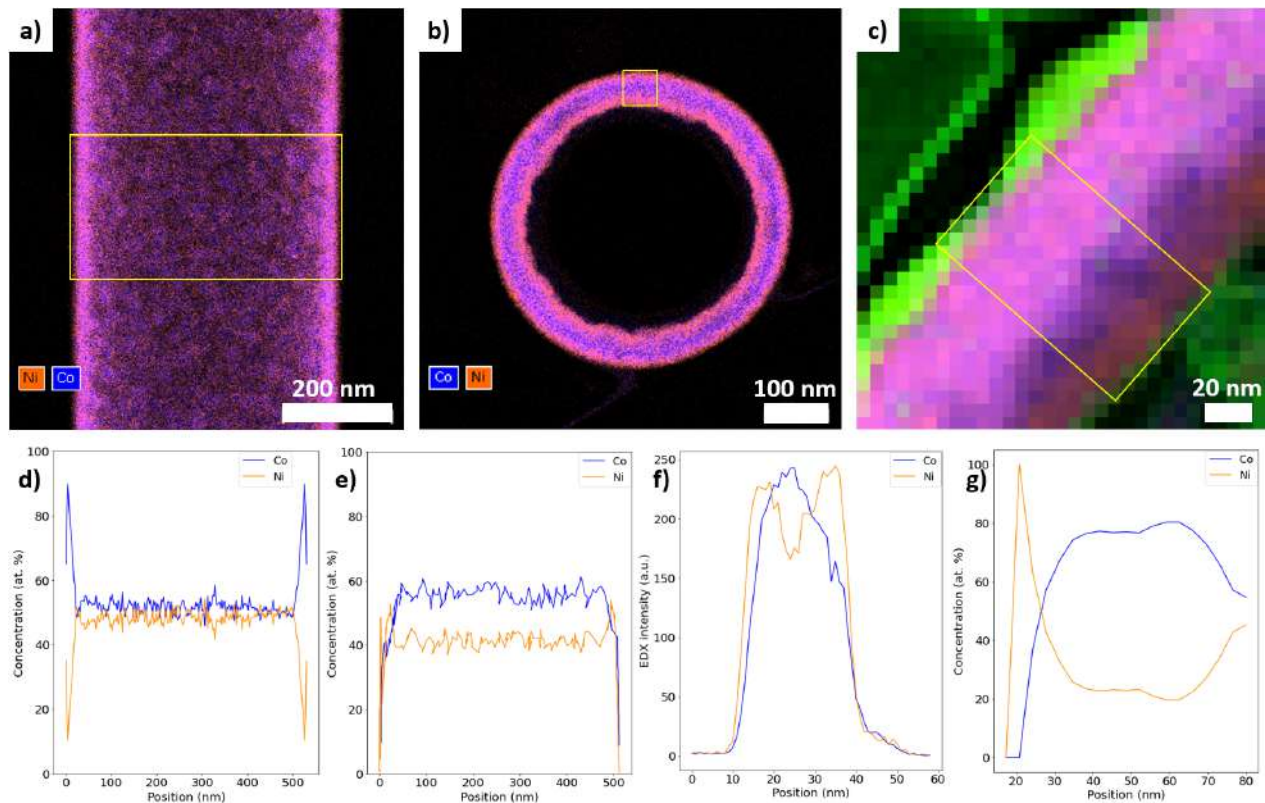 a)
b)
c)
Ni Co
200 nm
Co Ni
100 nm
20 nm
d)
Co
Ni
Concentration (at. %)
100
80
60
40
20
0
0 100 200 300 400 500
Position (nm)
e)
Co
Ni
Concentration (at. %)
100
80
60
40
20
0
0 100 200 300 400 500
Position (nm)
f)
Co
Ni
EDX intensity (a.u.)
250
200
150
100
50
0
0 10 20 30 40 50 60
Position (nm)
g)
Co
Ni
Concentration (at. %)
100
80
60
40
20
0
20 30 40 50 60 70 80
Position (nm)